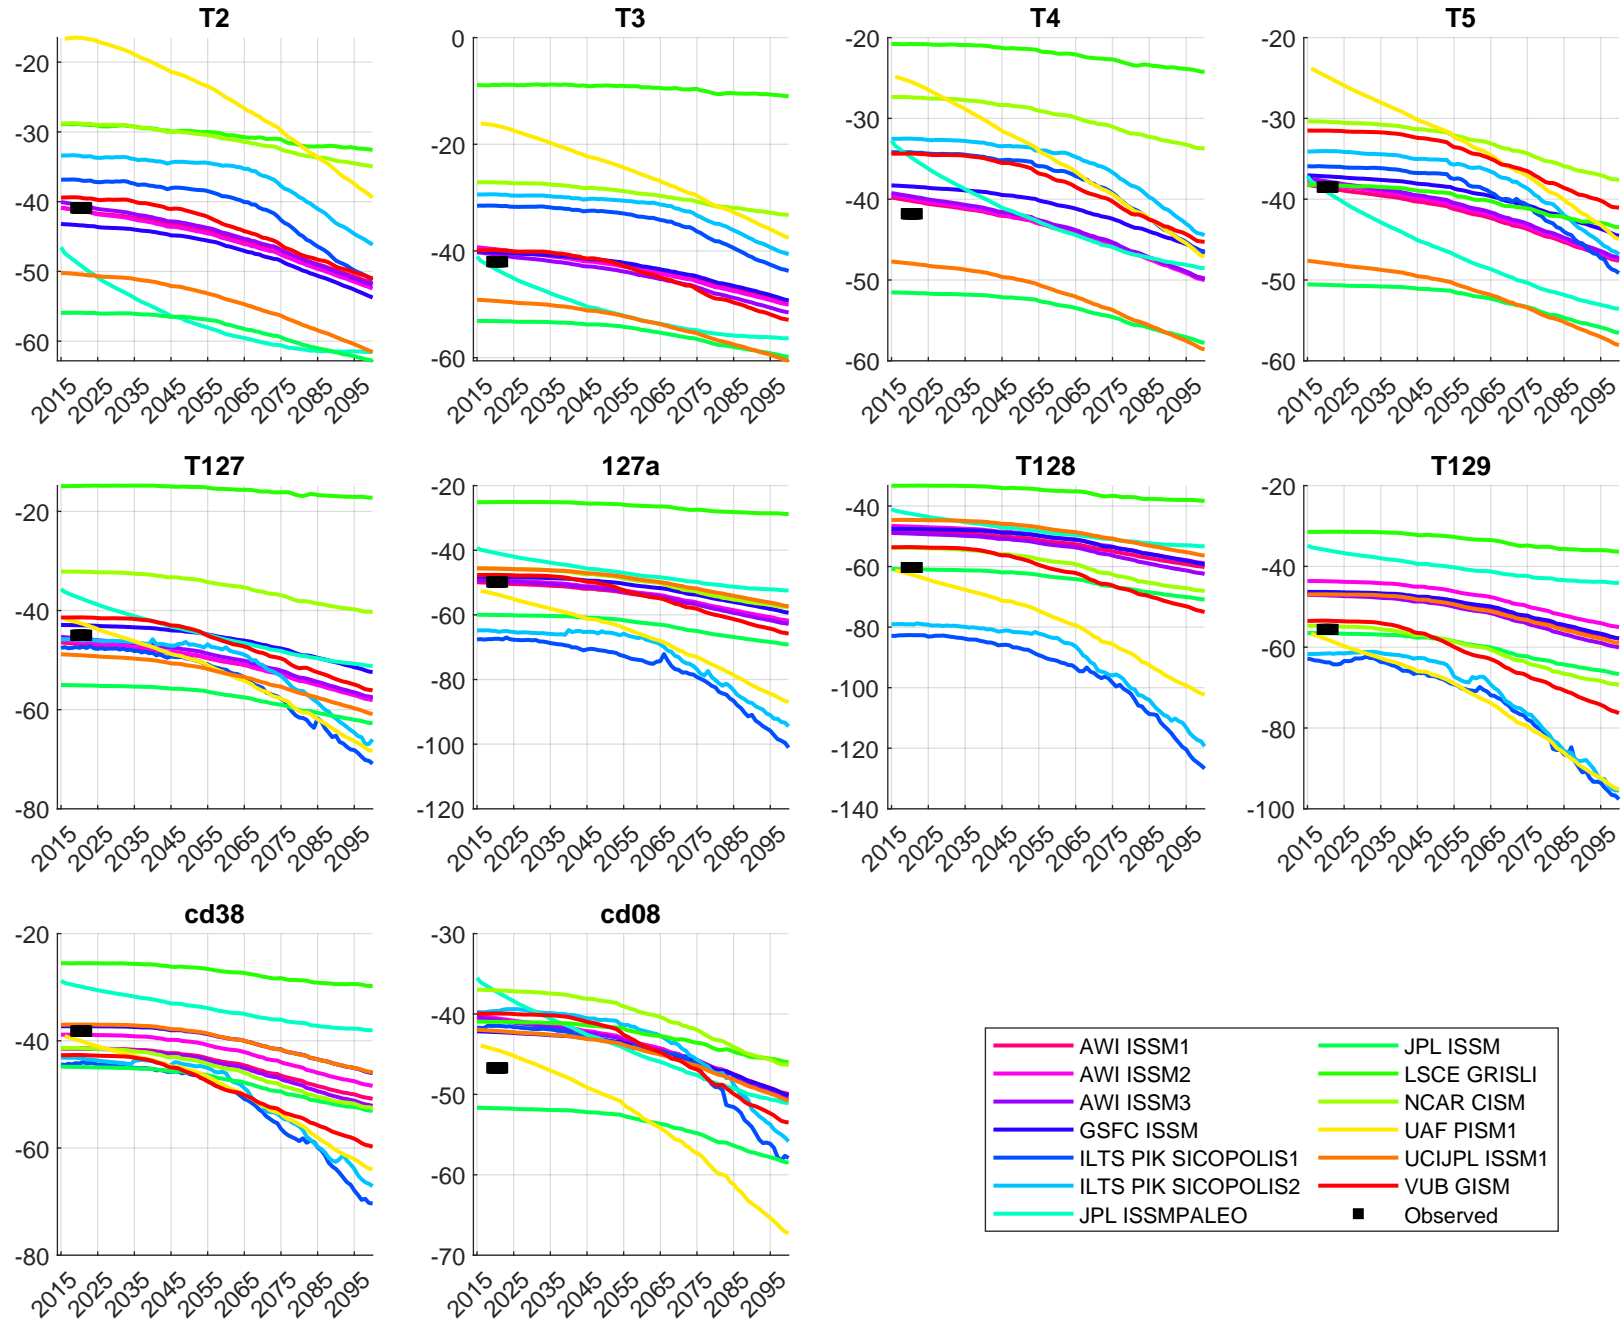 T2
-20
-30
-40
-50
-60
2015 2025 2035 2045 2055 2065 2075 2085 2095
T3
0
-20
-40
-60
2015 2025 2035 2045 2055 2065 2075 2085 2095
T4
-20
-30
-40
-50
-60
2015 2025 2035 2045 2055 2065 2075 2085 2095
T5
-20
-30
-40
-50
-60
2015 2025 2035 2045 2055 2065 2075 2085 2095
T127
-20
-40
-60
-80
2015 2025 2035 2045 2055 2065 2075 2085 2095
127a
-20
-40
-60
-80
-100
-120
2015 2025 2035 2045 2055 2065 2075 2085 2095
T128
-40
-60
-80
-100
-120
-140
2015 2025 2035 2045 2055 2065 2075 2085 2095
T129
-20
-40
-60
-80
-100
2015 2025 2035 2045 2055 2065 2075 2085 2095
cd38
-20
-40
-60
-80
2015 2025 2035 2045 2055 2065 2075 2085 2095
cd08
-30
-40
-50
-60
-70
2015 2025 2035 2045 2055 2065 2075 2085 2095
AWI ISSM1
AWI ISSM2
AWI ISSM3
GSFC ISSM
ILTS PIK SICOPOLIS1
ILTS PIK SICOPOLIS2
JPL ISSMPALEO
JPL ISSM
LSCE GRISLI
NCAR CISM
UAF PISM1
UCIJPL ISSM1
VUB GISM
Observed